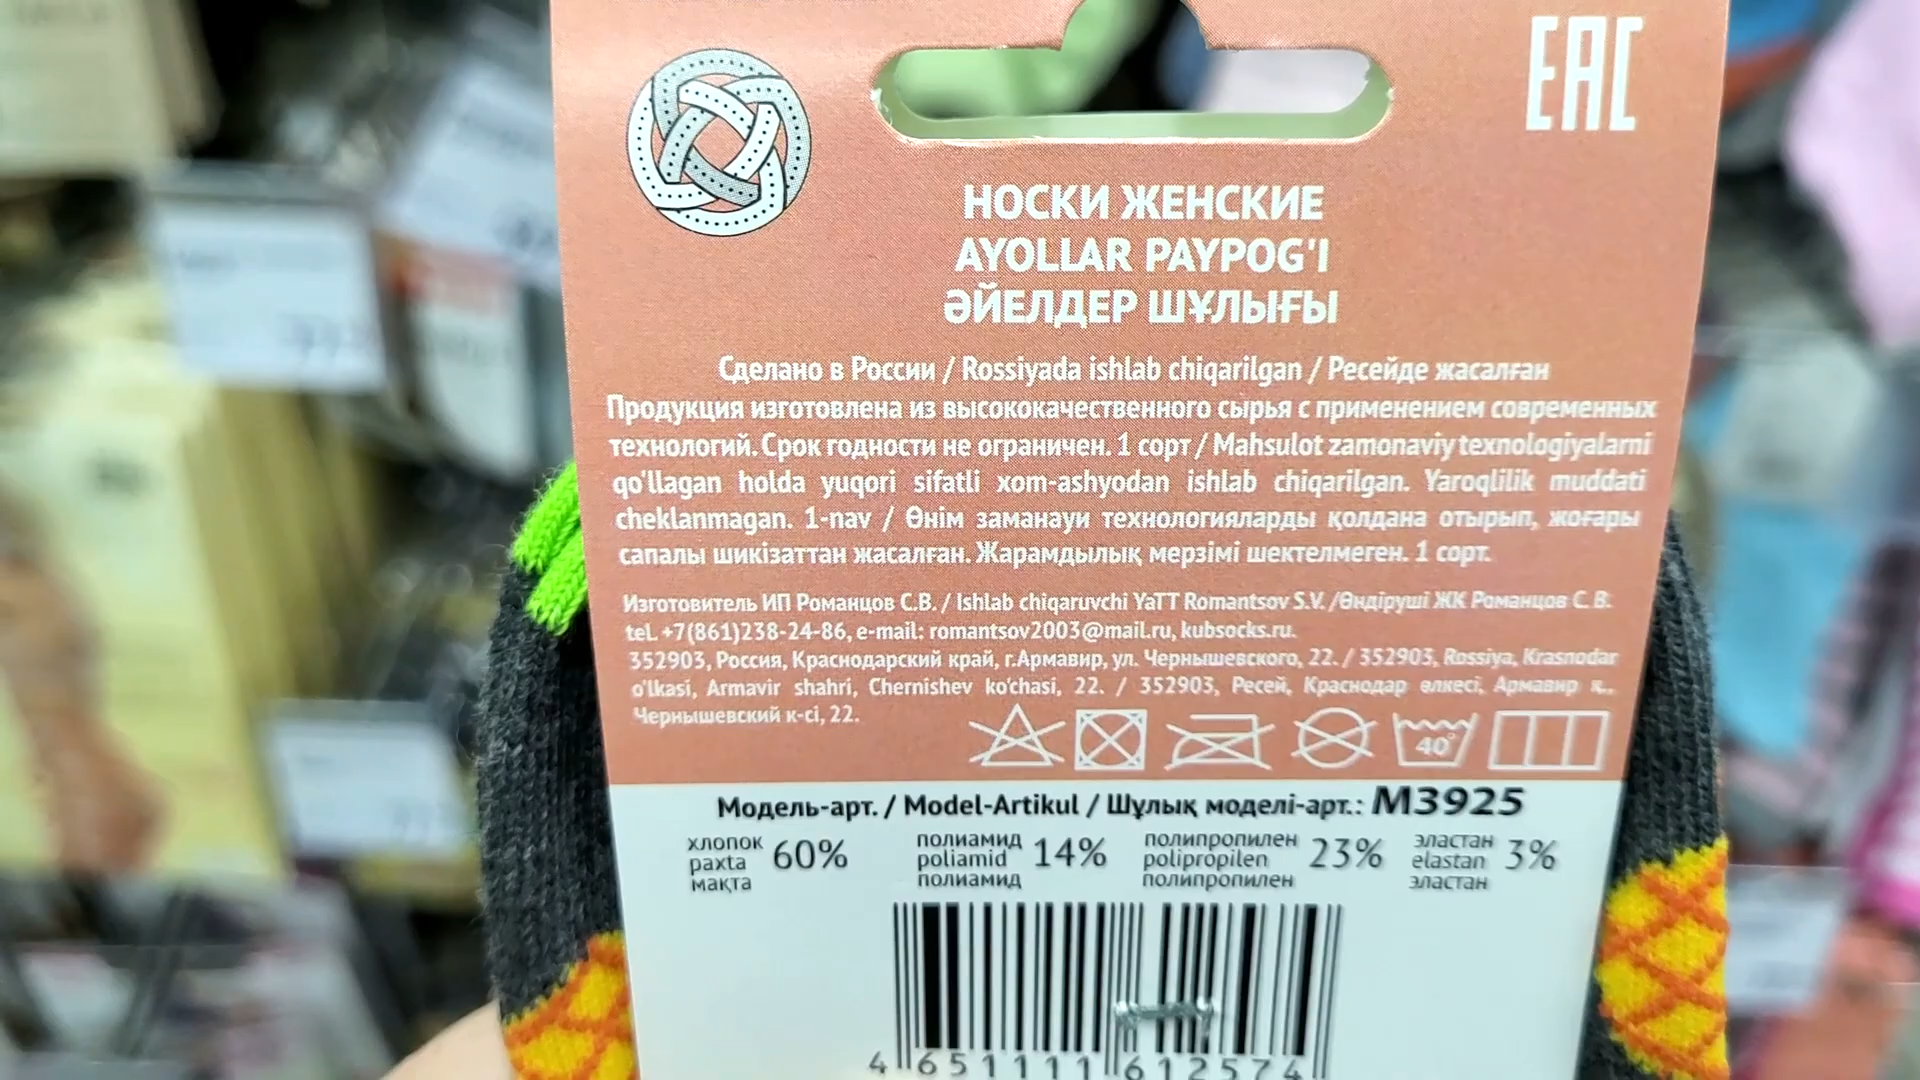 EAC
НОСКИ ЖЕНСКИЕ
AYOLLAR PAYPOG'I
ӘЙЕЛДЕР ШҰЛЫҒЫ
Сделано в России / Rossiyada ishlab chiqarilgan / Ресейде жасалған
Продукция изготовлена из высококачественного сырья с применением современных
технологий. Срок годности не ограничен. 1 сорт / Mahsulot zamonaviy texnologiyalarni
qo'llagan holda yuqori sifatli xom-ashyodan ishlab chiqarilgan. Yaroqlilik muddati
cheklanmagan. 1-nav / Өнім заманауи технологияларды қолдана отырып, жоғары
сапалы шикізаттан жасалған. Жарамдылық мерзімі шектелмеген. 1 сорт.
Изготовитель ИП Романцов С.В. / Ishlab chiqaruvchi YaTT Romantsov S.V. /Өндіруші ЖК Романцов С.В.
tel. +7(861)238-24-86, e-mail: romantsov2003@mail.ru, kubsocks.ru.
352903, Россия, Краснодарский край, г.Армавир, ул. Чернышевского, 22. / 352903, Rossiya, Krasnodar
o'lkasi, Armavir shahri, Chernishev ko'chasi, 22. / 352903, Ресей, Краснодар өлкесі, Армавир қ.,
Чернышевский к-сі, 22.
40°
Модель-арт. / Model-Artikul / Шұлық моделі-арт.: М3925
хлопок
paxta
мақта
60%
полиамид
poliamid
полиамид
14%
полипропилен
polipropilen
полипропилен
23%
эластан
elastan
эластан
3%
4 651111 612574